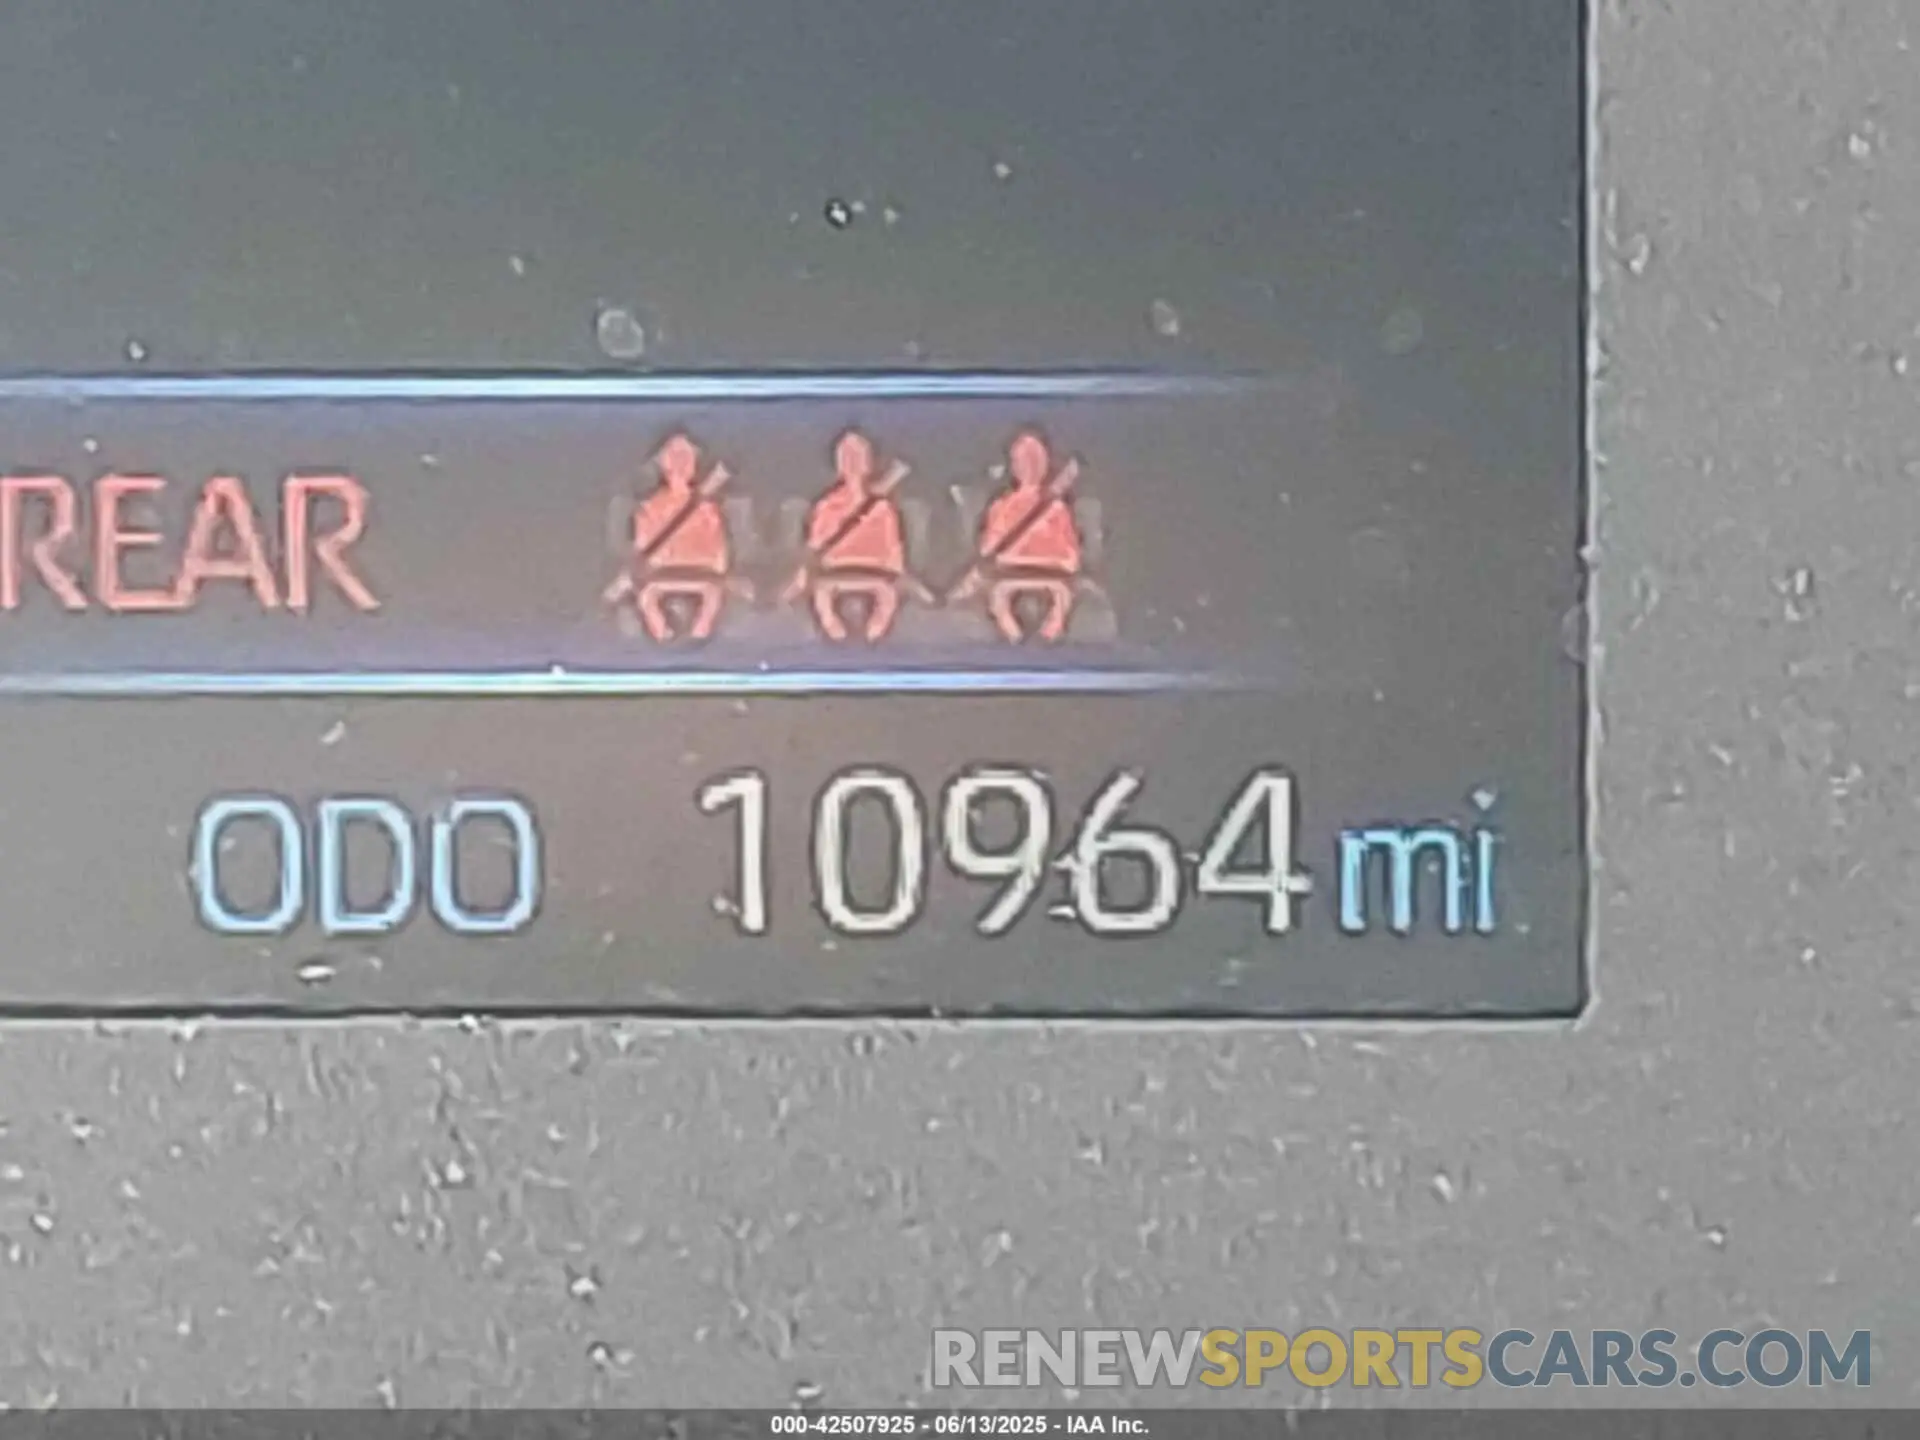 REAR
ODO 10964 mi
RENEWSPORTSCARS.COM
000-42507925 - 06/13/2025 - IAA Inc.